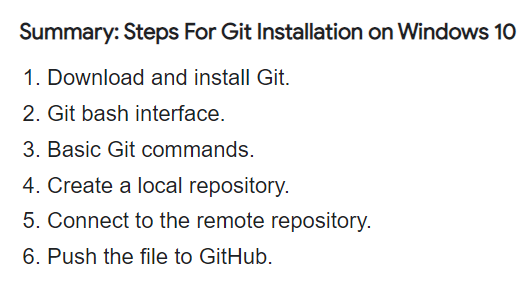 Summary: Steps For Git Installation on Windows 10
1. Download and install Git.
2. Git bash interface.
3. Basic Git commands.
4. Create a local repository.
5. Connect to the remote repository.
6. Push the file to GitHub.